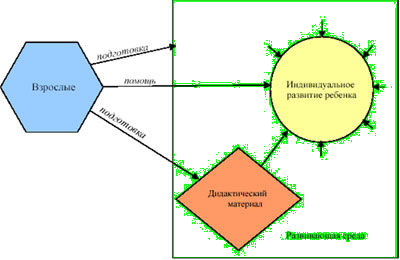 подготовка
Взрослые
помощь
Индивидуальное
развитие ребенка
подготовка
Дидактический
материал
Развивающая среда